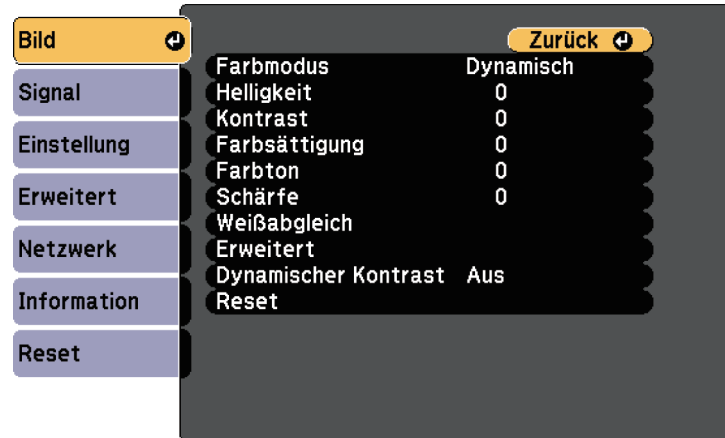 Bild
Signal
Einstellung
Erweitert
Netzwerk
Information
Reset
Zurück
Farbmodus Dynamisch
Helligkeit 0
Kontrast 0
Farbsättigung 0
Farbton 0
Schärfe 0
Weißabgleich
Erweitert
Dynamischer Kontrast Aus
Reset